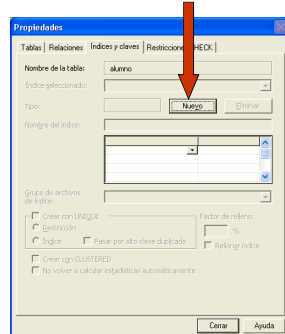 Propiedades
Tablas Relaciones Índices y claves Restricciones CHECK
Nombre de la tabla: alumno
Índice seleccionado:
Tipo: Nuevo Eliminar
Nombre del índice:
Grupo de archivos
de índice:
Crear con UNIQUE Factor de relleno:
Restricción %
Índice Pasar por alto clave duplicada Rellenar índice
Crear con CLUSTERED
No volver a calcular estadísticas automáticamente
Cerrar Ayuda